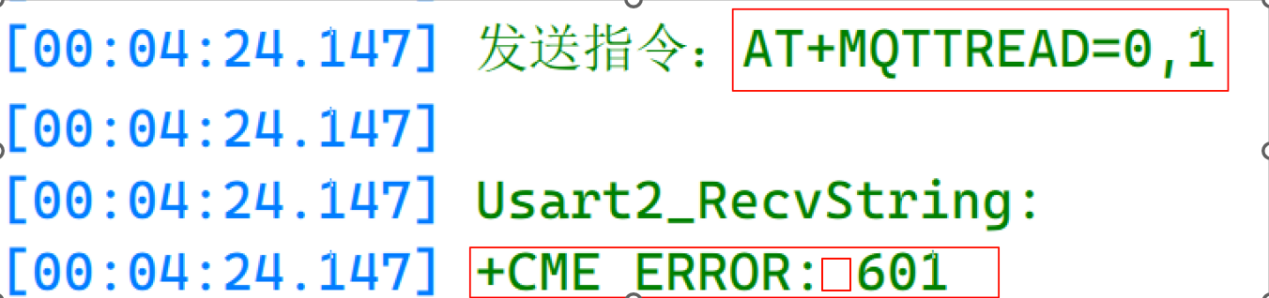 [00:04:24.147] 发送指令：AT+MQTTREAD=0,1
[00:04:24.147]
[00:04:24.147] Usart2_RecvString:
[00:04:24.147] +CME ERROR: 601